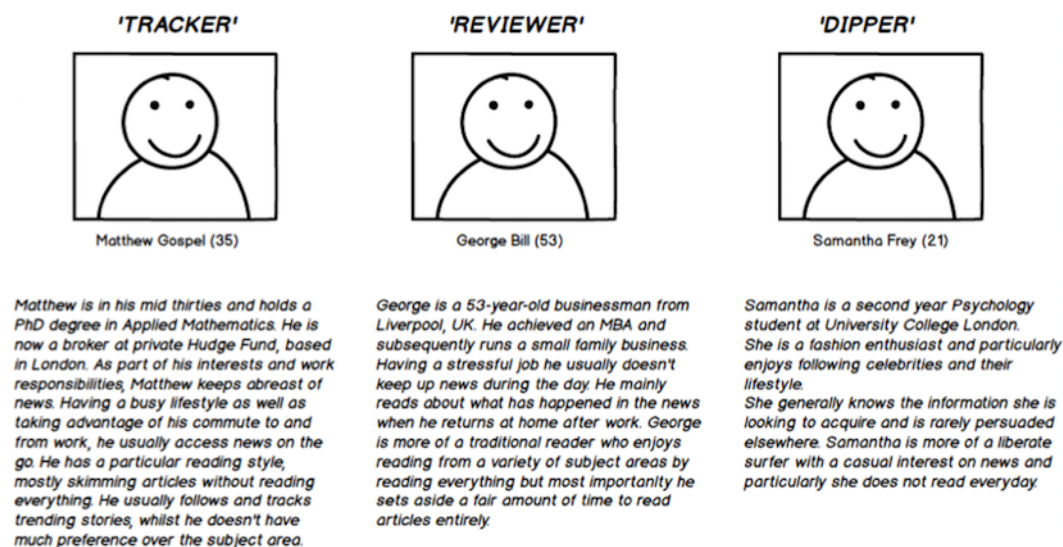 'TRACKER'
Matthew Gospel (35)
Matthew is in his mid thirties and holds a
PhD degree in Applied Mathematics. He is
now a broker at private Hudge Fund, based
in London. As part of his interests and work
responsibilities, Matthew keeps abreast of
news. Having a busy lifestyle as well as
taking advantage of his commute to and
from work, he usually access news on the
go. He has a particular reading style,
mostly skimming articles without reading
everything. He usually follows and tracks
trending stories, whilst he doesn't have
much preference over the subject area.
'REVIEWER'
George Bill (53)
George is a 53-year-old businessman from
Liverpool, UK. He achieved an MBA and
subsequently runs a small family business.
Having a stressful job he usually doesn't
keep up news during the day. He mainly
reads about what has happened in the news
when he returns at home after work. George
is more of a traditional reader who enjoys
reading from a variety of subject areas by
reading everything but most importanlty he
sets aside a fair amount of time to read
articles entirely.
'DIPPER'
Samantha Frey (21)
Samantha is a second year Psychology
student at University College London.
She is a fashion enthusiast and particularly
enjoys following celebrities and their
lifestyle.
She generally knows the information she is
looking to acquire and is rarely persuaded
elsewhere. Samantha is more of a liberate
surfer with a casual interest on news and
particularly she does not read everyday.